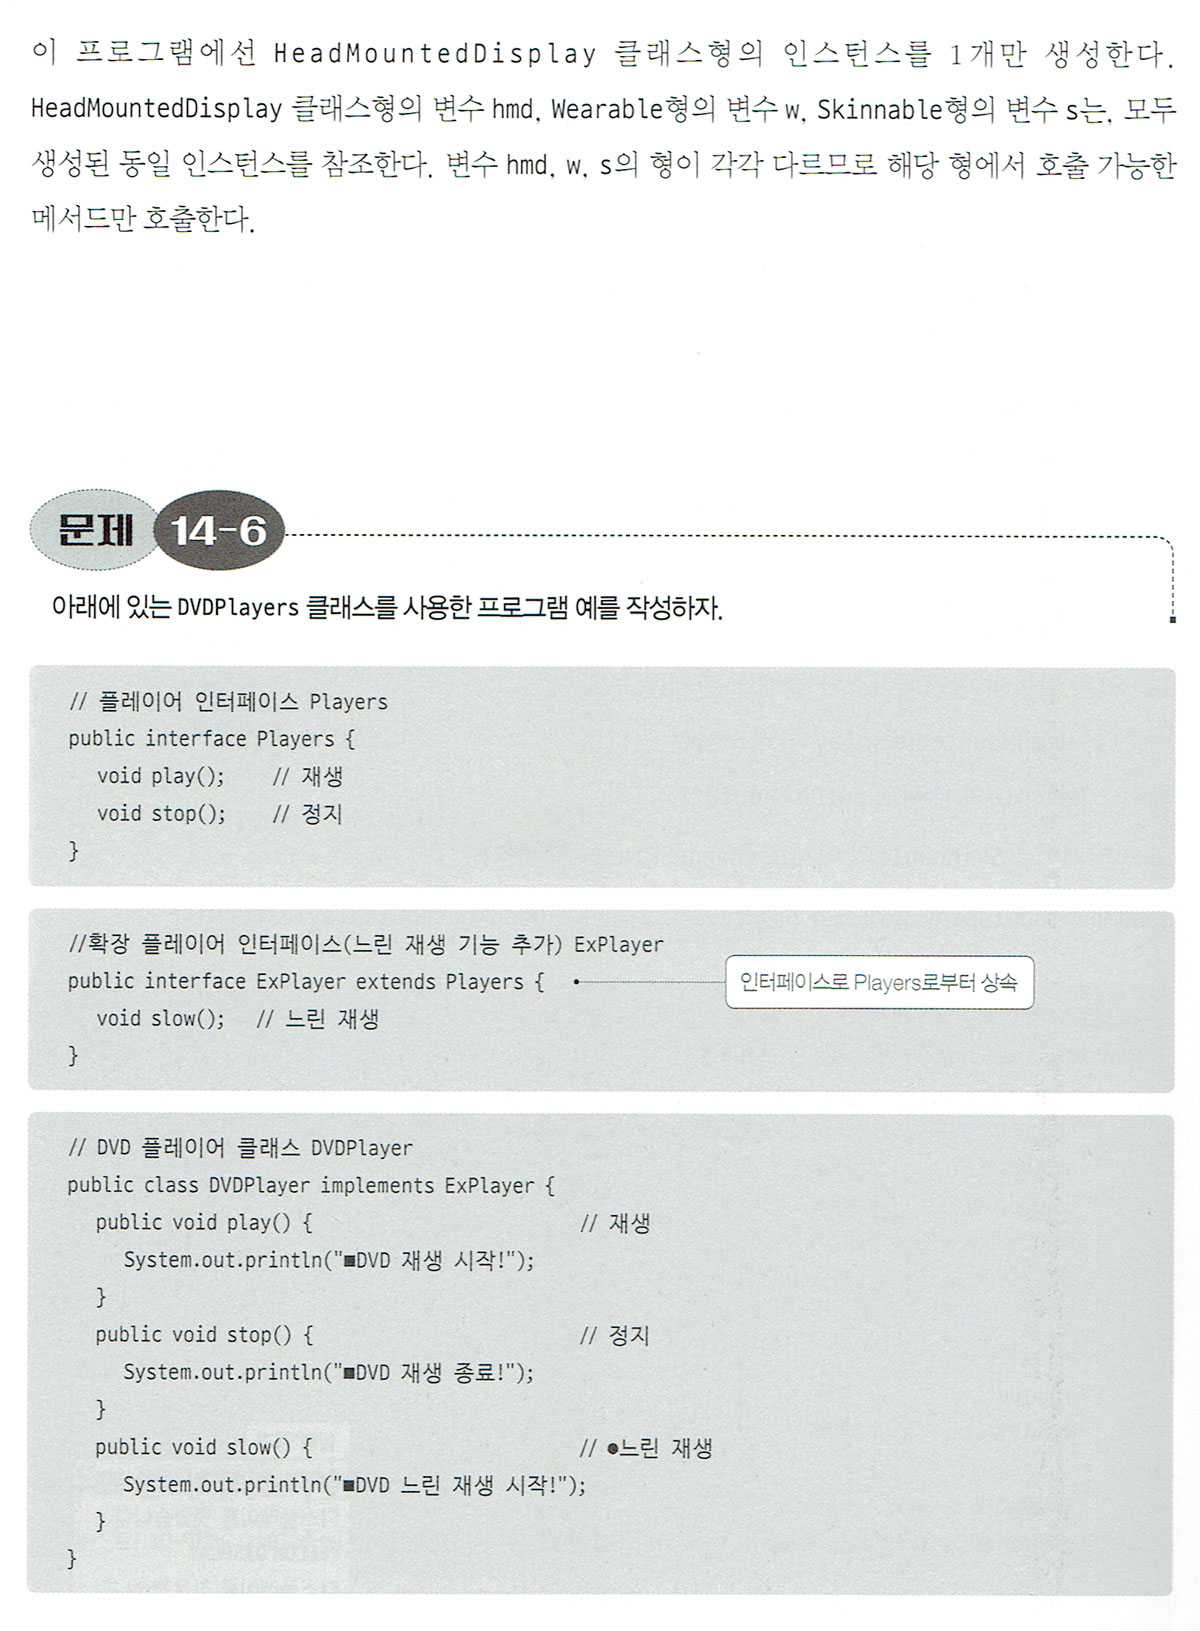 이 프로그램에선 HeadMountedDisplay 클래스형의 인스턴스를 1개만 생성한다.
HeadMountedDisplay 클래스형의 변수 hmd, Wearable형의 변수 w, Skinnable형의 변수 s는, 모두
생성된 동일 인스턴스를 참조한다. 변수 hmd, w, s의 형이 각각 다르므로 해당 형에서 호출 가능한
메서드만 호출한다.
문제 14-6
아래에 있는 DVDPlayers 클래스를 사용한 프로그램 예를 작성하자.
// 플레이어 인터페이스 Players
public interface Players {
void play(); // 재생
void stop(); // 정지
}
//확장 플레이어 인터페이스(느린 재생 기능 추가) ExPlayer
public interface ExPlayer extends Players { 인터페이스로 Players로부터 상속
void slow(); // 느린 재생
}
// DVD 플레이어 클래스 DVDPlayer
public class DVDPlayer implements ExPlayer {
public void play() { // 재생
System.out.println("■DVD 재생 시작!");
}
public void stop() { // 정지
System.out.println("■DVD 재생 종료!");
}
public void slow() { // ●느린 재생
System.out.println("■DVD 느린 재생 시작!");
}
}